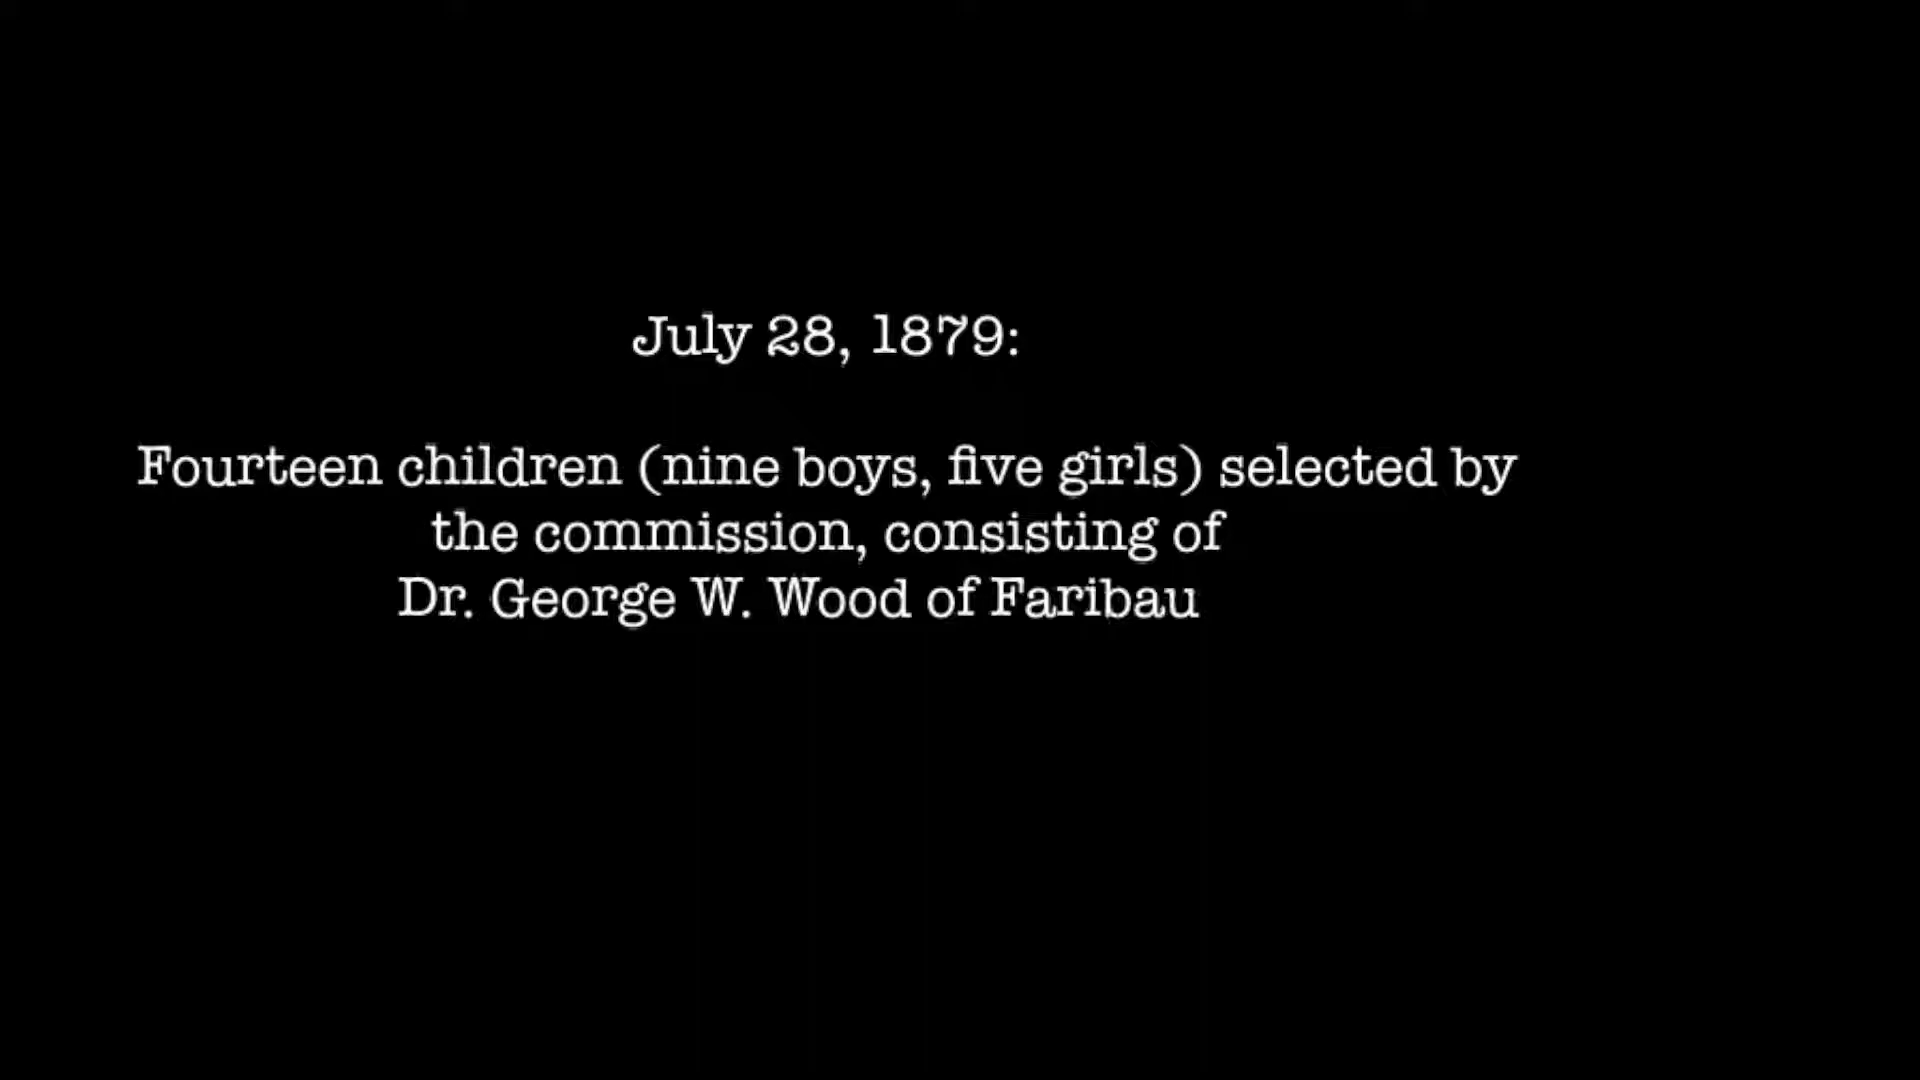 July 28, 1879:
Fourteen children (nine boys, five girls) selected by
the commission, consisting of
Dr. George W. Wood of Faribau